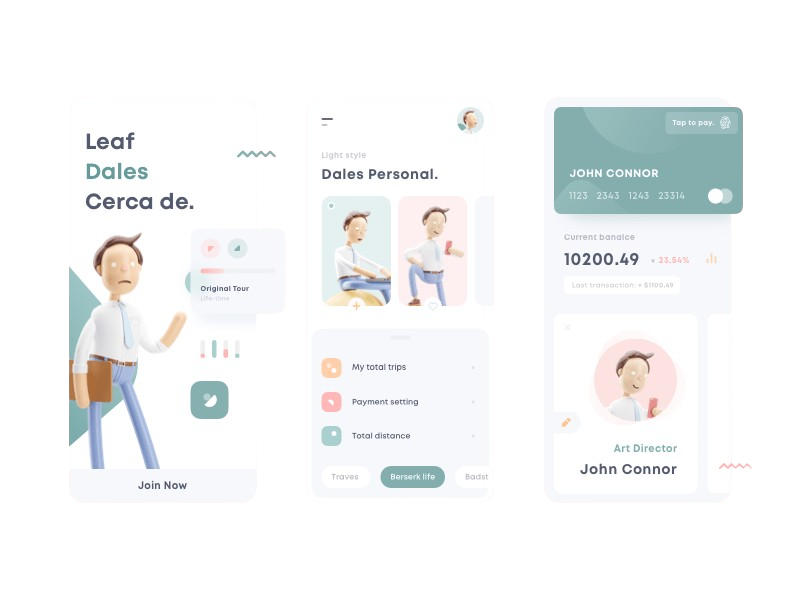 Leaf
Dales
Cerca de.
Original Tour
Life-time
Join Now
Light style
Dales Personal.
My total trips
Payment setting
Total distance
Traves
Berserk life
Badst
Tap to pay.
JOHN CONNOR
1123 2343 1243 23314
Current banalce
10200.49
23.54%
Last transaction: + $1100.49
Art Director
John Connor